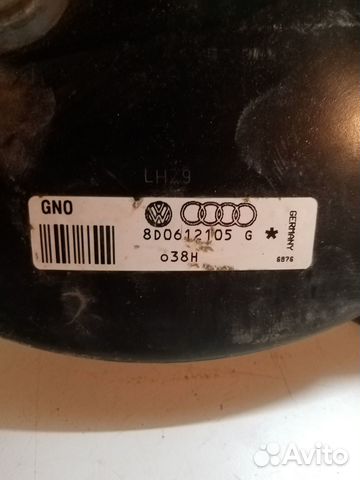 LHZ9
GNO
8D0612105 G *
GERMANY
o38H
6876
Avito